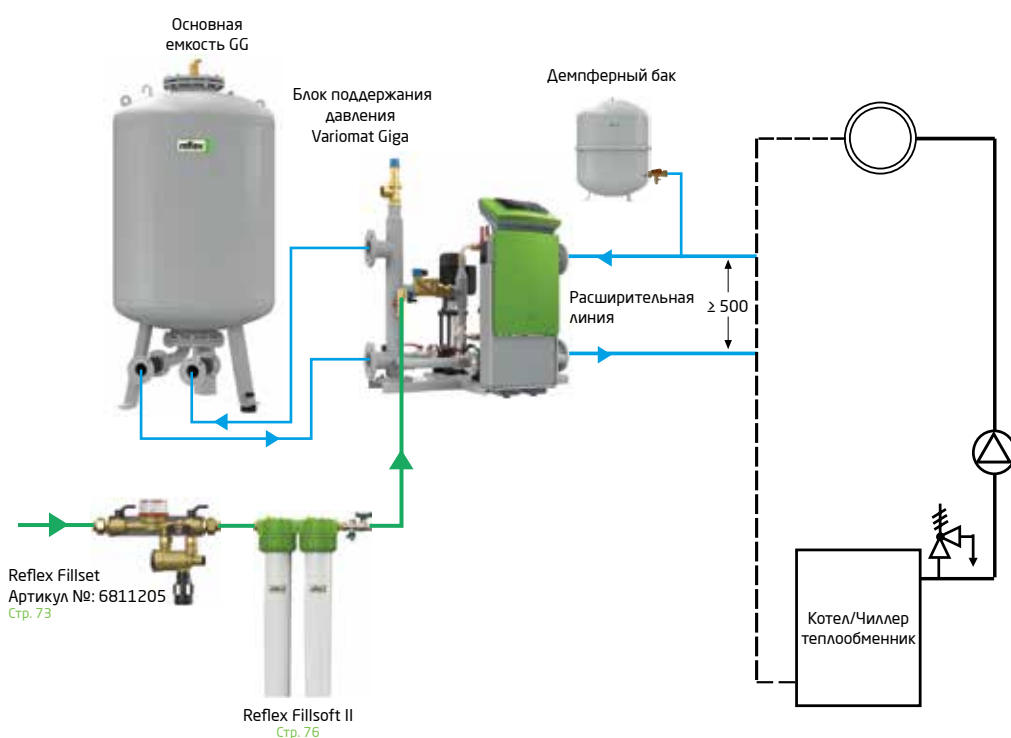 Основная
емкость GG
Блок поддержания
давления
Variomat Giga
Демпферный бак
reflex
Расширительная
линия
≥ 500
Reflex Fillset
Артикул №: 6811205
Стр. 73
Котел/Чиллер
теплообменник
Reflex Fillsoft II
Стр. 76